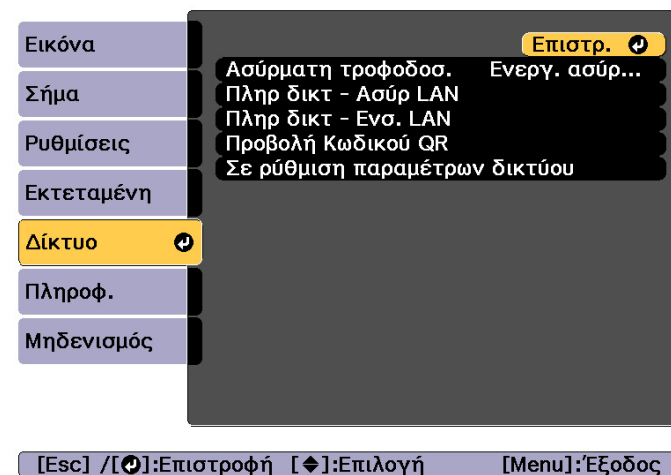 Εικόνα
Σήμα
Ρυθμίσεις
Εκτεταμένη
Δίκτυο
Πληροφ.
Μηδενισμός
Επιστρ.
Ασύρματη τροφοδοσ. Ενεργ. ασύρ...
Πληρ δικτ - Ασύρ LAN
Πληρ δικτ - Ενσ. LAN
Προβολή Κωδικού QR
Σε ρύθμιση παραμέτρων δικτύου
[Esc] /[⏎]:Επιστροφή [◆]:Επιλογή [Menu]:Έξοδος